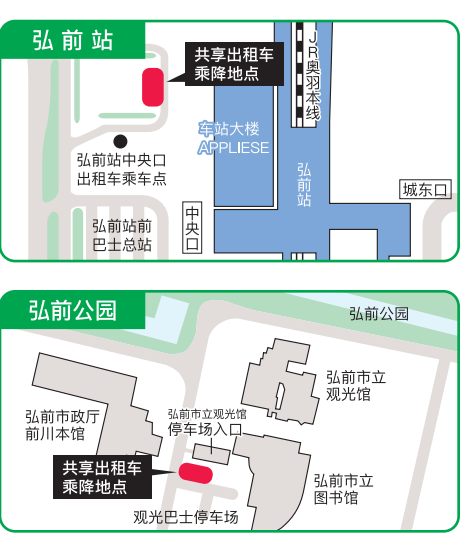 弘前站
共享出租车
乘降地点
JR奥羽本线
车站大楼
APPLIESE
弘前站中央口
出租车乘车点
弘前站
城东口
中央口
弘前站前
巴士总站
弘前公园
弘前公园
弘前市立
观光馆
弘前市政厅
前川本馆
弘前市立观光馆
停车场入口
共享出租车
乘降地点
弘前市立
图书馆
观光巴士停车场